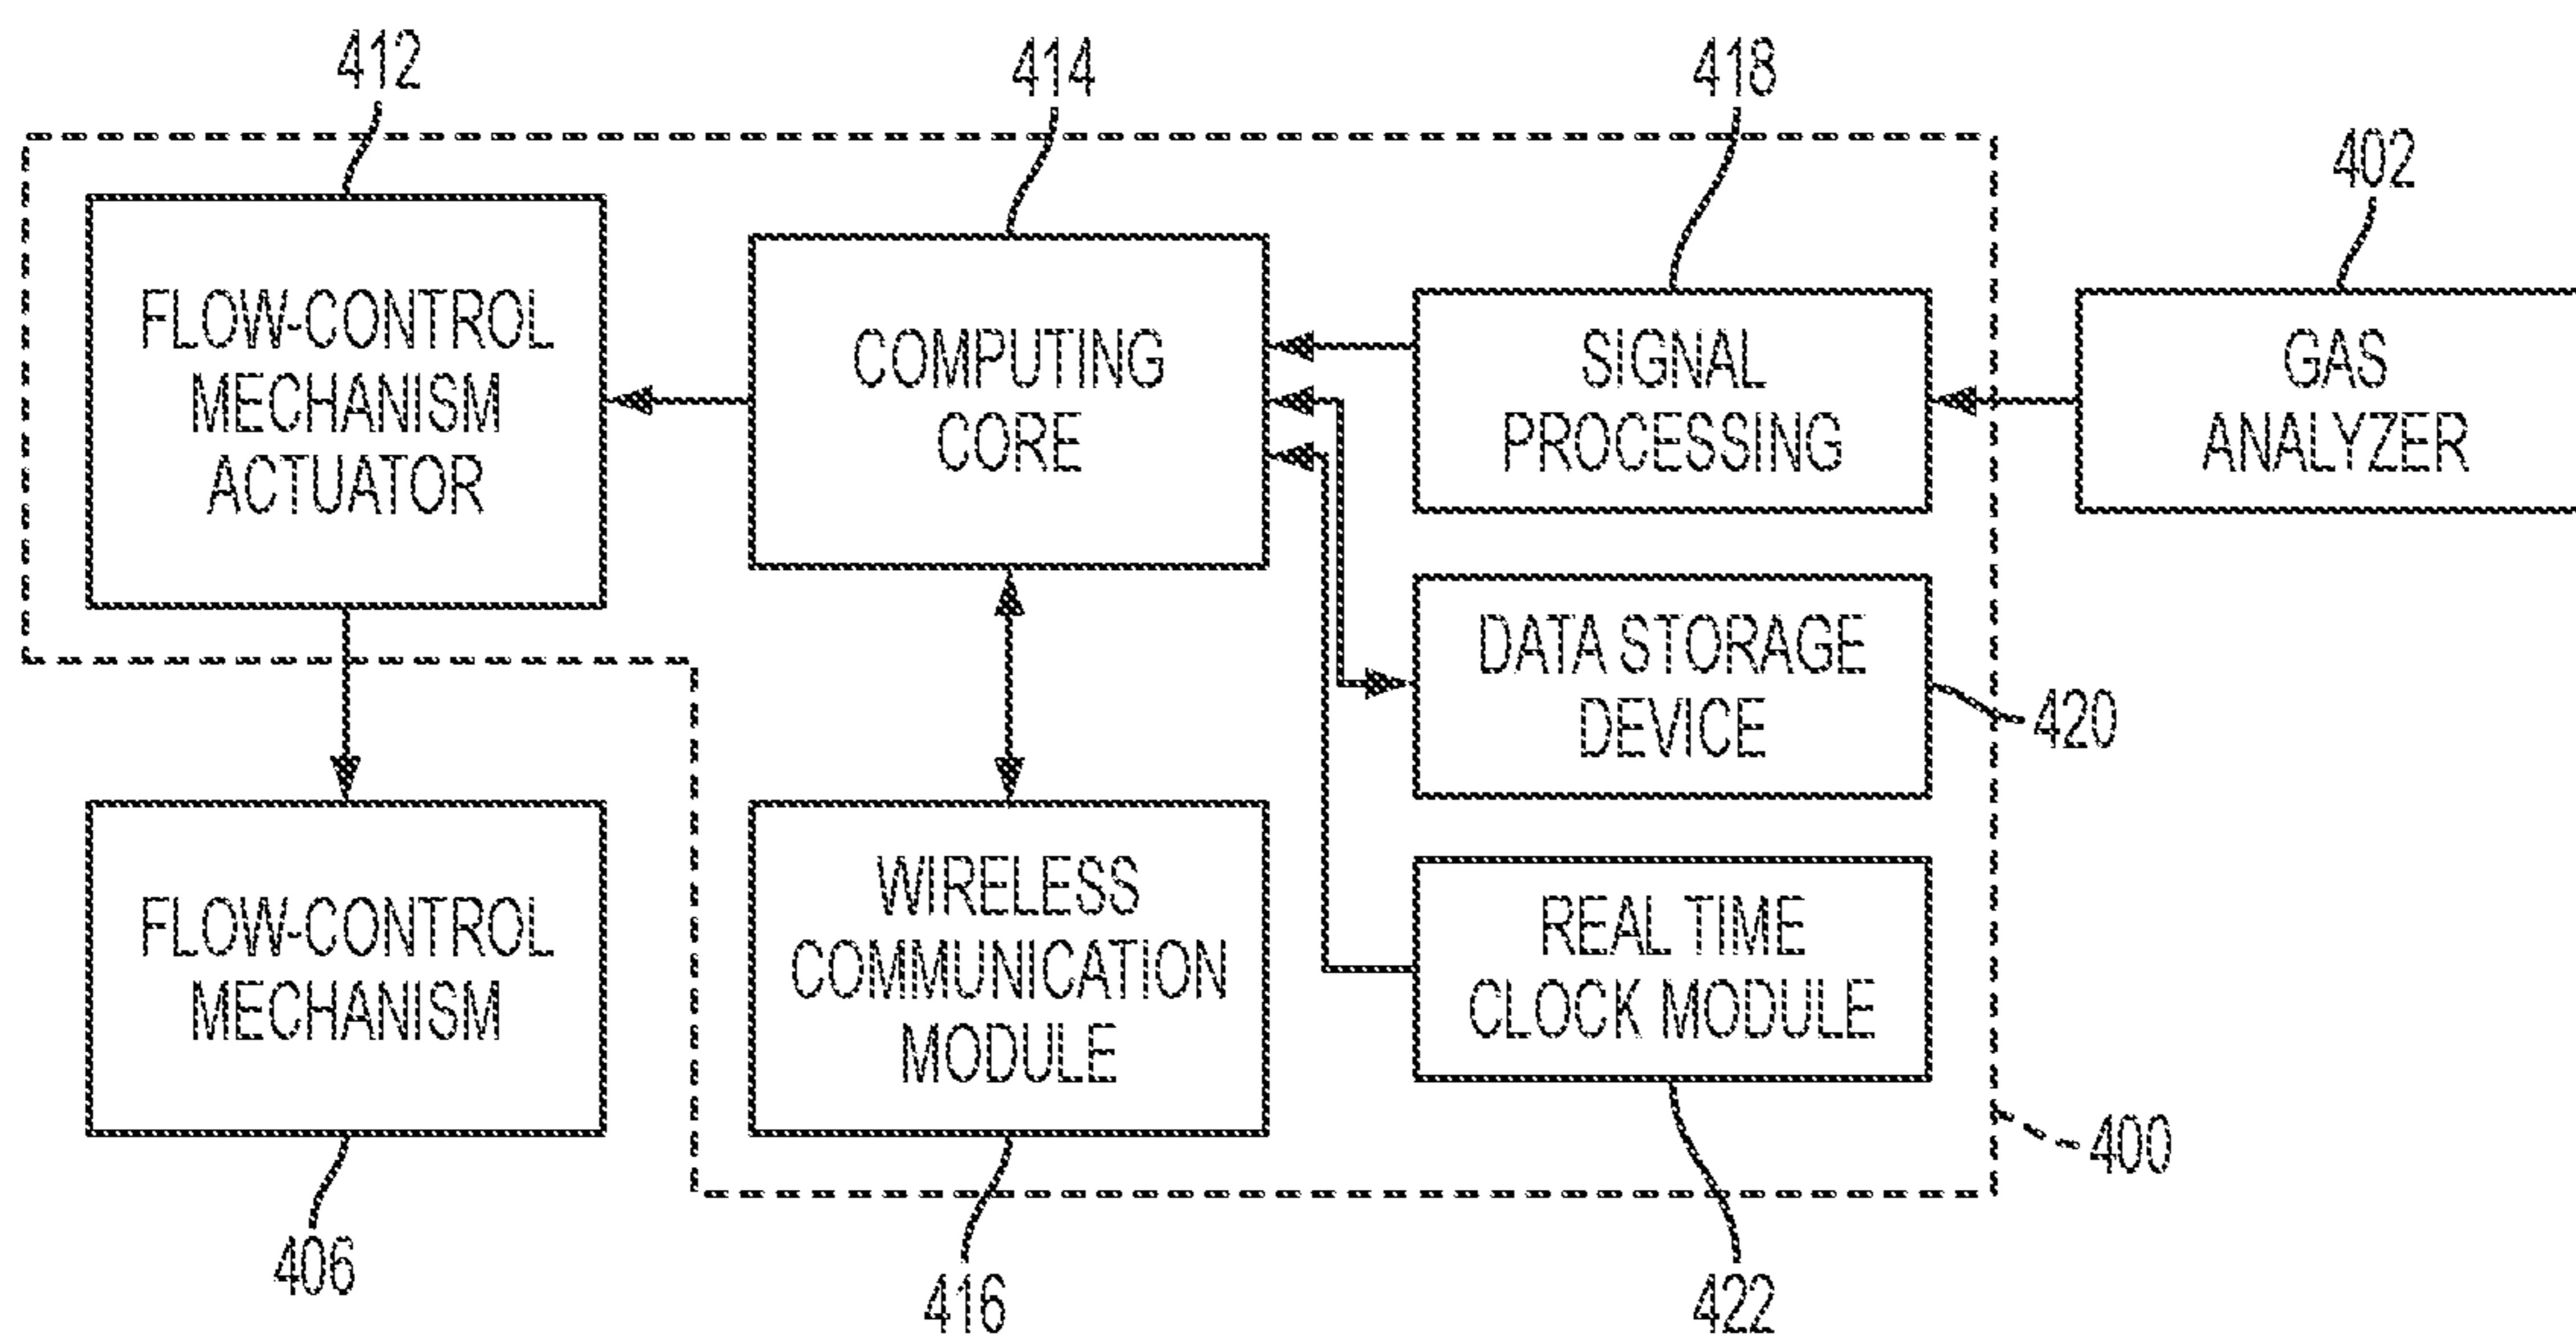 412
414
418
402
FLOW-CONTROL
MECHANISM
ACTUATOR
COMPUTING
CORE
SIGNAL
PROCESSING
GAS
ANALYZER
DATA STORAGE
DEVICE
420
FLOW-CONTROL
MECHANISM
WIRELESS
COMMUNICATION
MODULE
REAL TIME
CLOCK MODULE
400
406
416
422